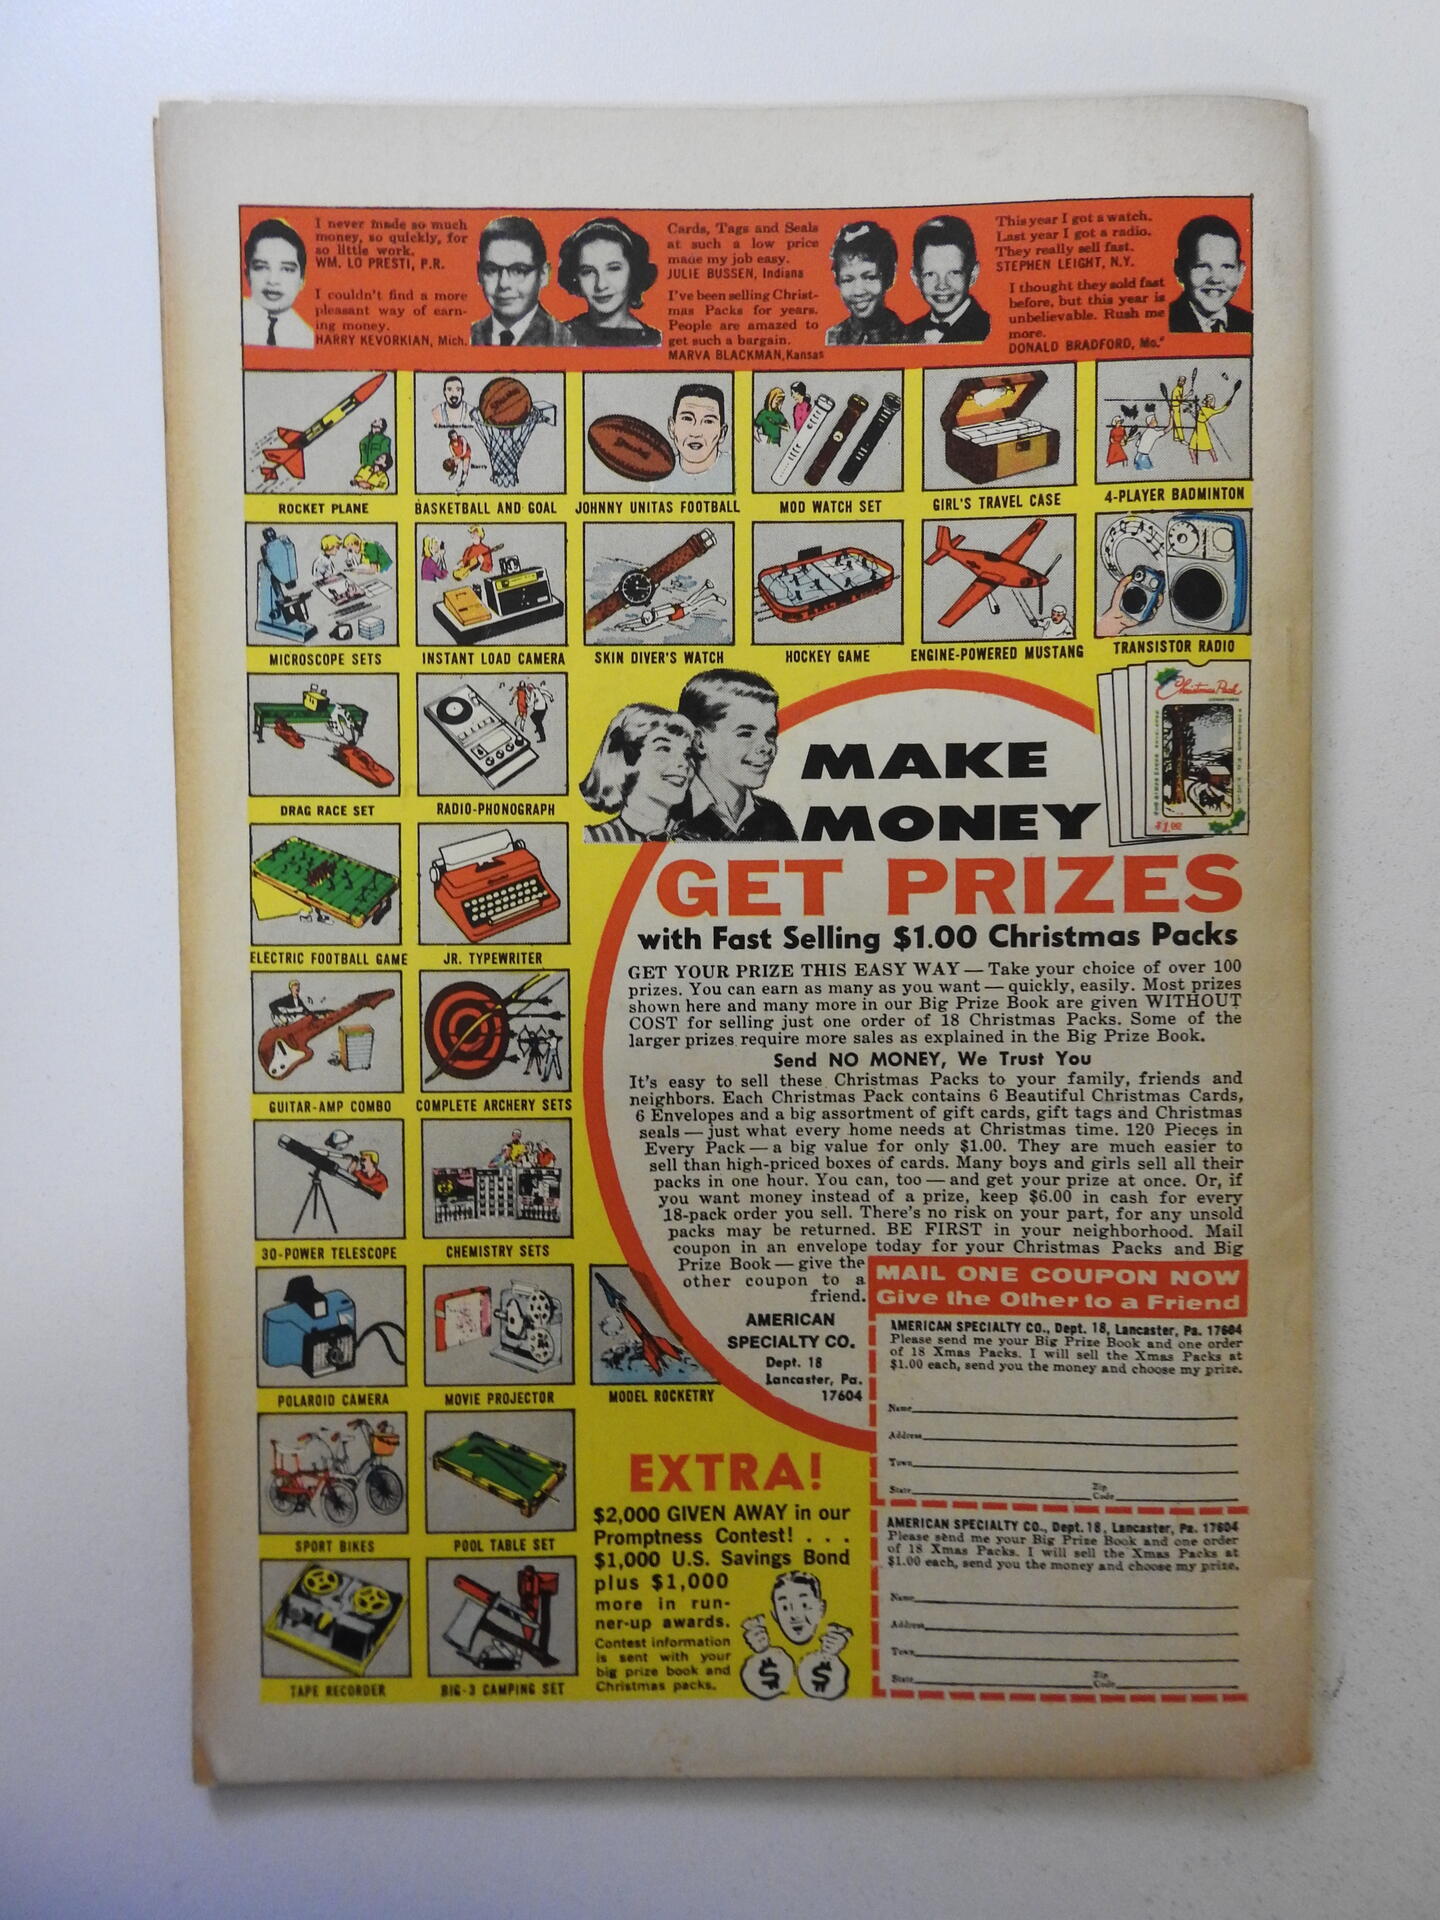 I never made so much
money, so quickly, for
so little work.
WM. LO PRESTI, P.R.
I couldn't find a more
pleasant way of earn-
ing money.
HARRY KEVORKIAN, Mich.
Cards, Tags and Seals
at such a low price
made my job easy.
JULIE BUSSEN, Indiana
I've been selling Christ-
mas Packs for years.
People are amazed to
get such a bargain.
MARVA BLACKMAN, Kansas
This year I got a watch.
Last year I got a radio.
They really sell fast.
STEPHEN LEIGHT, N.Y.
I thought they sold fast
before, but this year is
unbelievable. Rush me
more.
DONALD BRADFORD, Mo.
ROCKET PLANE
BASKETBALL AND GOAL
JOHNNY UNITAS FOOTBALL
MOD WATCH SET
GIRL'S TRAVEL CASE
4-PLAYER BADMINTON
MICROSCOPE SETS
INSTANT LOAD CAMERA
SKIN DIVER'S WATCH
HOCKEY GAME
ENGINE-POWERED MUSTANG
TRANSISTOR RADIO
DRAG RACE SET
RADIO-PHONOGRAPH
ELECTRIC FOOTBALL GAME
JR. TYPEWRITER
GUITAR-AMP COMBO
COMPLETE ARCHERY SETS
30-POWER TELESCOPE
CHEMISTRY SETS
POLAROID CAMERA
MOVIE PROJECTOR
MODEL ROCKETRY
SPORT BIKES
POOL TABLE SET
TAPE RECORDER
BIG-3 CAMPING SET
Christmas Pack
$1.00
MAKE
MONEY
GET PRIZES
with Fast Selling $1.00 Christmas Packs
GET YOUR PRIZE THIS EASY WAY — Take your choice of over 100
prizes. You can earn as many as you want — quickly, easily. Most prizes
shown here and many more in our Big Prize Book are given WITHOUT
COST for selling just one order of 18 Christmas Packs. Some of the
larger prizes require more sales as explained in the Big Prize Book.
Send NO MONEY, We Trust You
It's easy to sell these Christmas Packs to your family, friends and
neighbors. Each Christmas Pack contains 6 Beautiful Christmas Cards,
6 Envelopes and a big assortment of gift cards, gift tags and Christmas
seals — just what every home needs at Christmas time. 120 Pieces in
Every Pack — a big value for only $1.00. They are much easier to
sell than high-priced boxes of cards. Many boys and girls sell all their
packs in one hour. You can, too — and get your prize at once. Or, if
you want money instead of a prize, keep $6.00 in cash for every
18-pack order you sell. There's no risk on your part, for any unsold
packs may be returned. BE FIRST in your neighborhood. Mail
coupon in an envelope today for your Christmas Packs and Big
Prize Book — give the
other coupon to a
friend.
AMERICAN
SPECIALTY CO.
Dept. 18
Lancaster, Pa.
17604
EXTRA!
$2,000 GIVEN AWAY in our
Promptness Contest! . . .
$1,000 U.S. Savings Bond
plus $1,000
more in run-
ner-up awards.
Contest information
is sent with your
big prize book and
Christmas packs.
$ $
MAIL ONE COUPON NOW
Give the Other to a Friend
AMERICAN SPECIALTY CO., Dept. 18, Lancaster, Pa. 17604
Please send me your Big Prize Book and one order
of 18 Xmas Packs. I will sell the Xmas Packs at
$1.00 each, send you the money and choose my prize.
Name
Address
Town
State Zip Code
AMERICAN SPECIALTY CO., Dept. 18, Lancaster, Pa. 17604
Please send me your Big Prize Book and one order
of 18 Xmas Packs. I will sell the Xmas Packs at
$1.00 each, send you the money and choose my prize.
Name
Address
Town
State Zip Code